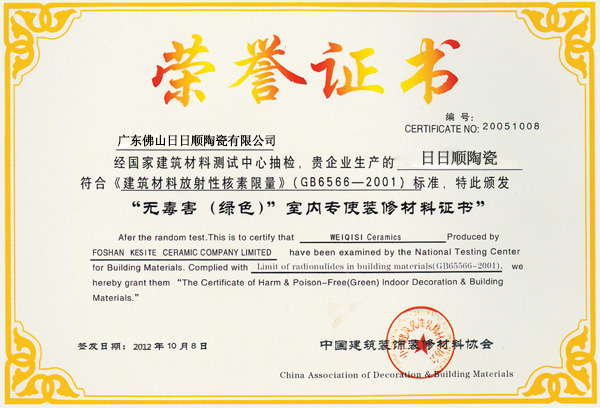 荣誉证书
编号:
CERTIFICATE NO: 20051008
广东佛山日日顺陶瓷有限公司
经国家建筑材料测试中心抽检，贵企业生产的 日日顺陶瓷
符合《建筑材料放射性核素限量》(GB6566—2001) 标准，特此颁发
“无毒害（绿色）”室内专使装修材料证书”
Afer the random test.This is to certify that WEIQISI Ceramics Produced by
FOSHAN KESITE CERAMIC COMPANY LIMITED have been examined by the National Testing Center
for Building Materials. Complied with Limit of radionulides in building materials(GB65566-2001), we
hereby grant them “The Certificate of Harm & Poison-Free(Green) Indoor Decoration & Building
Materials.”
签发日期：2012年10月8日
中国建筑装饰装修材料协会
China Association of Decoration & Building Materials